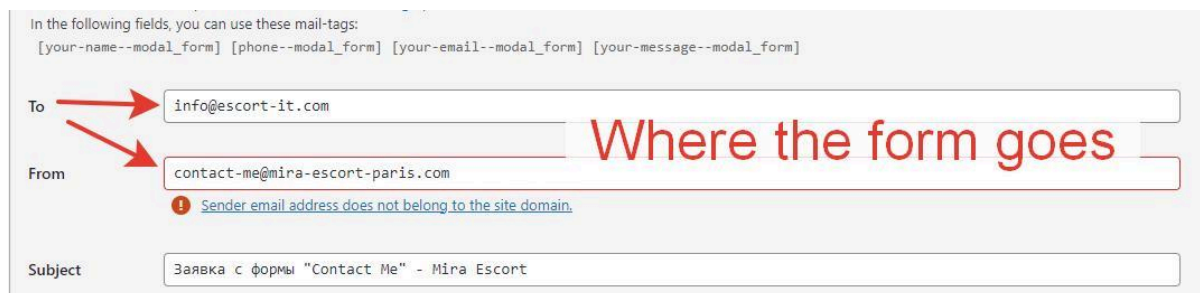 In the following fields, you can use these mail-tags:
[your-name--modal_form] [phone--modal_form] [your-email--modal_form] [your-message--modal_form]
To
info@escort-it.com
Where the form goes
From
contact-me@mira-escort-paris.com
Sender email address does not belong to the site domain.
Subject
Заявка с формы "Contact Me" - Mira Escort